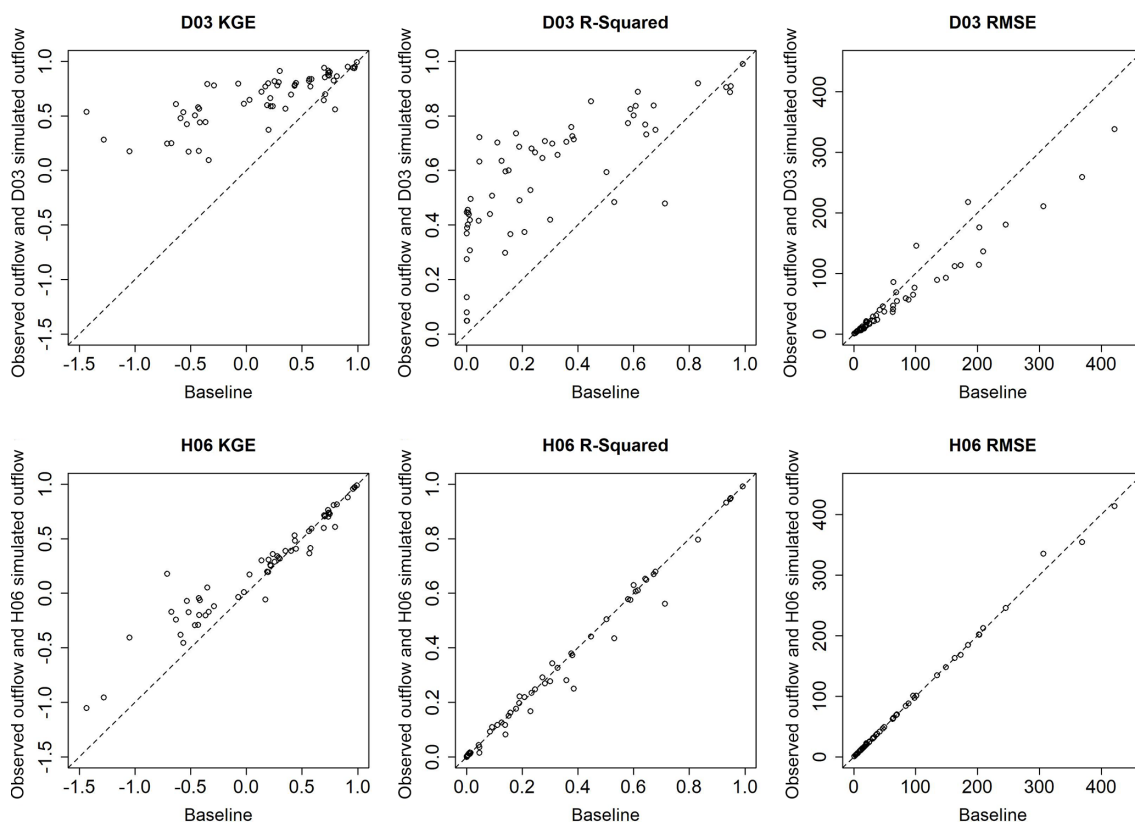 D03 KGE
Observed outflow and D03 simulated outflow
1.0
0.5
0.0
-0.5
-1.0
-1.5
-1.5 -1.0 -0.5 0.0 0.5 1.0
Baseline
D03 R-Squared
Observed outflow and D03 simulated outflow
1.0
0.8
0.6
0.4
0.2
0.0
0.0 0.2 0.4 0.6 0.8 1.0
Baseline
D03 RMSE
Observed outflow and D03 simulated outflow
400
300
200
100
0
0 100 200 300 400
Baseline
H06 KGE
Observed outflow and H06 simulated outflow
1.0
0.5
0.0
-0.5
-1.0
-1.5
-1.5 -1.0 -0.5 0.0 0.5 1.0
Baseline
H06 R-Squared
Observed outflow and H06 simulated outflow
1.0
0.8
0.6
0.4
0.2
0.0
0.0 0.2 0.4 0.6 0.8 1.0
Baseline
H06 RMSE
Observed outflow and H06 simulated outflow
400
300
200
100
0
0 100 200 300 400
Baseline